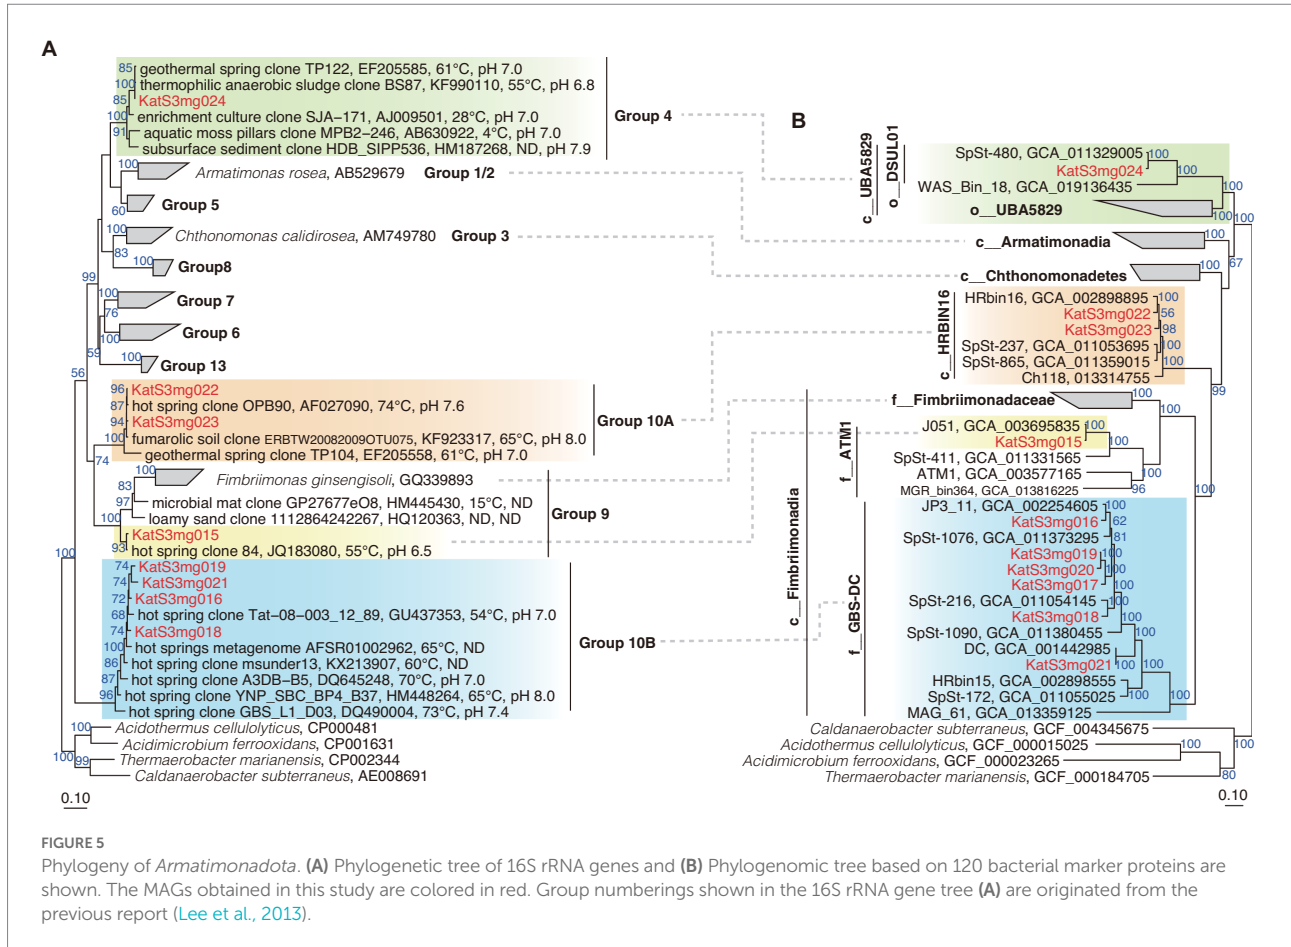 A
85 geothermal spring clone TP122, EF205585, 61°C, pH 7.0
100 thermophilic anaerobic sludge clone BS87, KF990110, 55°C, pH 6.8
85 KatS3mg024
100 enrichment culture clone SJA−171, AJ009501, 28°C, pH 7.0
91 aquatic moss pillars clone MPB2−246, AB630922, 4°C, pH 7.0
subsurface sediment clone HDB_SIPP536, HM187268, ND, pH 7.9
Group 4
100 Armatimonas rosea, AB529679 Group 1/2
60 Group 5
100 Chthonomonas calidirosea, AM749780 Group 3
83
100 Group8
99
100 Group 7
76
100 Group 6
59
100 Group 13
56
96 KatS3mg022
87 hot spring clone OPB90, AF027090, 74°C, pH 7.6
94 KatS3mg023
100 fumarolic soil clone ERBTW20082009OTU075, KF923317, 65°C, pH 8.0
geothermal spring clone TP104, EF205558, 61°C, pH 7.0
74
Group 10A
100 Fimbriimonas ginsengisoli, GQ339893
83
97 microbial mat clone GP27677eO8, HM445430, 15°C, ND
100 loamy sand clone 1112864242267, HQ120363, ND, ND
Group 9
KatS3mg015
93 hot spring clone 84, JQ183080, 55°C, pH 6.5
100
74 KatS3mg019
74 KatS3mg021
72 KatS3mg016
68 hot spring clone Tat−08−003_12_89, GU437353, 54°C, pH 7.0
74 KatS3mg018
100 hot springs metagenome AFSR01002962, 65°C, ND
86 hot spring clone msunder13, KX213907, 60°C, ND
87 hot spring clone A3DB−B5, DQ645248, 70°C, pH 7.0
96 hot spring clone YNP_SBC_BP4_B37, HM448264, 65°C, pH 8.0
hot spring clone GBS_L1_D03, DQ490004, 73°C, pH 7.4
Group 10B
100 Acidothermus cellulolyticus, CP000481
Acidimicrobium ferrooxidans, CP001631
100 99 Thermaerobacter marianensis, CP002344
Caldanaerobacter subterraneus, AE008691
0.10
B
c__UBA5829
o__DSUL01
SpSt-480, GCA_011329005 100
KatS3mg024 100
WAS_Bin_18, GCA_019136435 100
o__UBA5829 100 100
c__Armatimonadia 100
67
c__Chthonomonadetes 100
c__HRBIN16
HRbin16, GCA_002898895 100
KatS3mg022 56
KatS3mg023 98
SpSt-237, GCA_011053695 100
SpSt-865, GCA_011359015 100
Ch118, 013314755 100
99
c__Fimbriimonadia
f__Fimbriimonadaceae 100
100
f__ATM1
J051, GCA_003695835 100
KatS3mg015 100
SpSt-411, GCA_011331565
ATM1, GCA_003577165 100
MGR_bin364, GCA_013816225 96
100
f__GBS-DC
JP3_11, GCA_002254605 100
KatS3mg016 62
SpSt-1076, GCA_011373295 81
KatS3mg019 100
KatS3mg020 100 100
KatS3mg017 100
SpSt-216, GCA_011054145 100
KatS3mg018 100 100
SpSt-1090, GCA_011380455 100
DC, GCA_001442985 100
KatS3mg021 100 100
HRbin15, GCA_002898555 100
SpSt-172, GCA_011055025 100 100
MAG_61, GCA_013359125
Caldanaerobacter subterraneus, GCF_004345675
Acidothermus cellulolyticus, GCF_000015025 100 100
Acidimicrobium ferrooxidans, GCF_000023265 100
Thermaerobacter marianensis, GCF_000184705 80
0.10
FIGURE 5
Phylogeny of Armatimonadota. (A) Phylogenetic tree of 16S rRNA genes and (B) Phylogenomic tree based on 120 bacterial marker proteins are
shown. The MAGs obtained in this study are colored in red. Group numberings shown in the 16S rRNA gene tree (A) are originated from the
previous report (Lee et al., 2013).